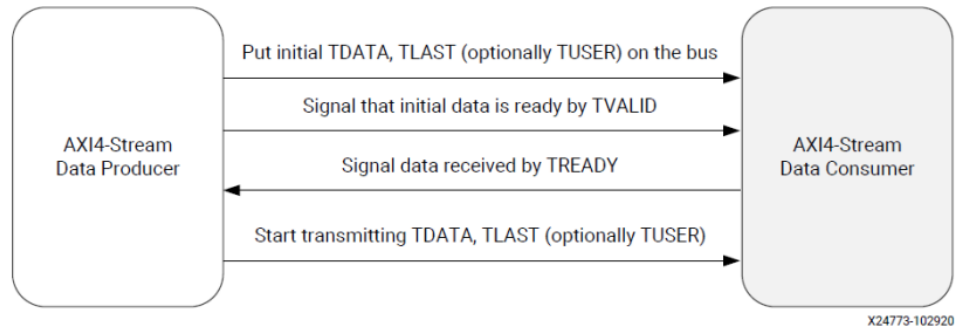 Put initial TDATA, TLAST (optionally TUSER) on the bus
Signal that initial data is ready by TVALID
AXI4-Stream
Data Producer
AXI4-Stream
Data Consumer
Signal data received by TREADY
Start transmitting TDATA, TLAST (optionally TUSER)
X24773-102920